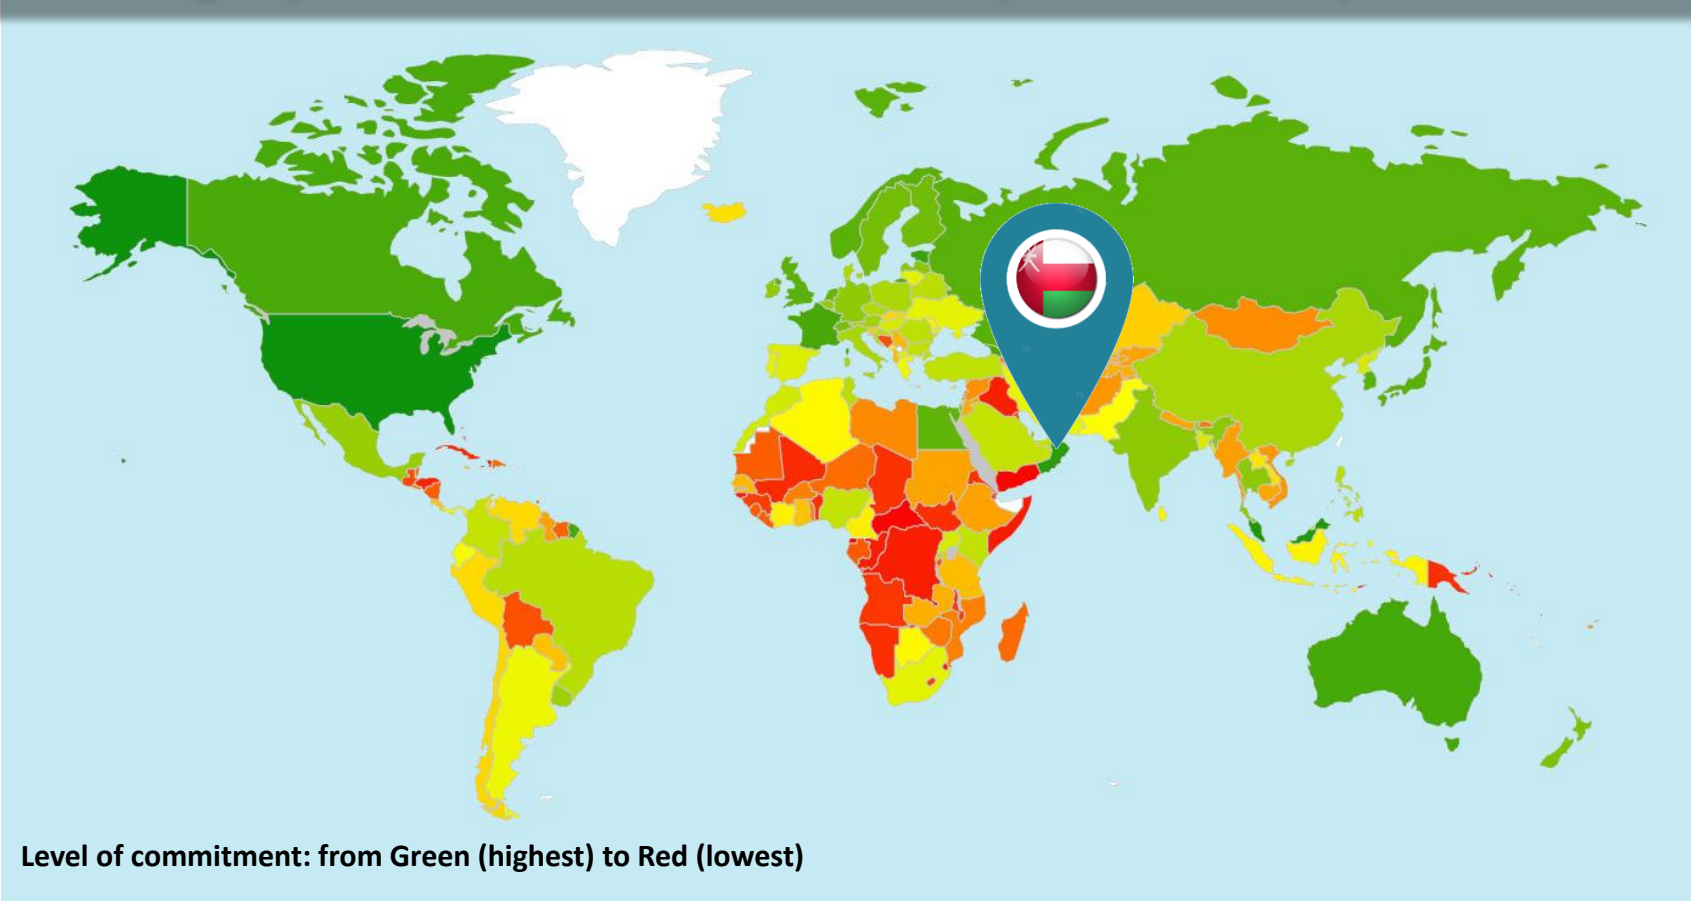 Level of commitment: from Green (highest) to Red (lowest)